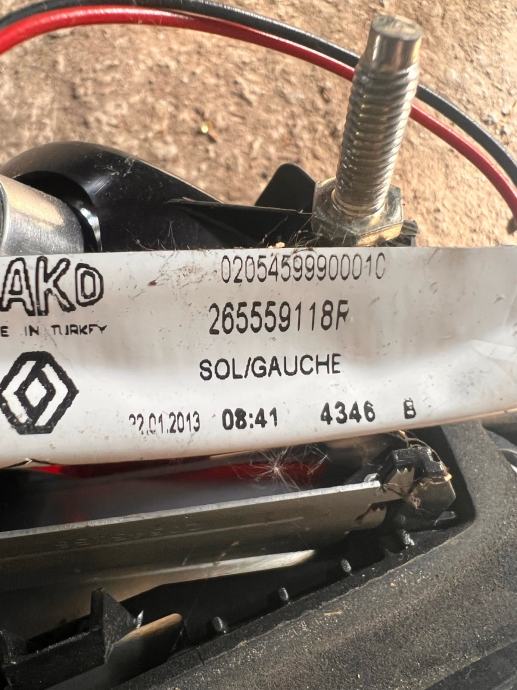 AKO
02054599900010
E IN TURKEY
265559118R
SOL/GAUCHE
22.01.2013 08:41 4346 B